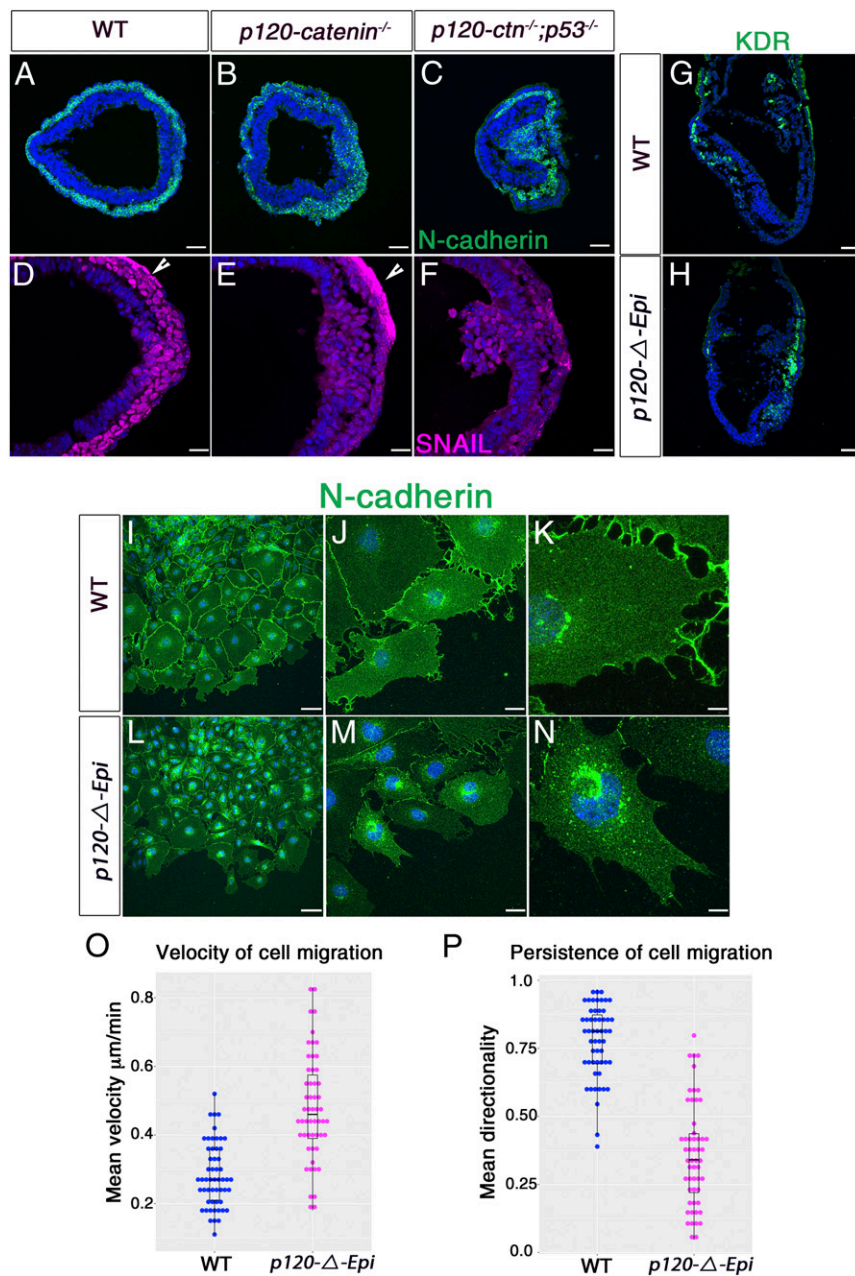 WT
p120-catenin-/-
p120-ctn-/-;p53-/-
KDR
A
B
C
G
WT
N-cadherin
D
E
F
H
p120-△-Epi
SNAIL
N-cadherin
I
J
K
WT
L
M
N
p120-△-Epi
O
Velocity of cell migration
Mean velocity μm/min
0.8
0.6
0.4
0.2
WT
p120-△-Epi
P
Persistence of cell migration
Mean directionality
1.0
0.75
0.50
0.25
0.0
WT
p120-△-Epi